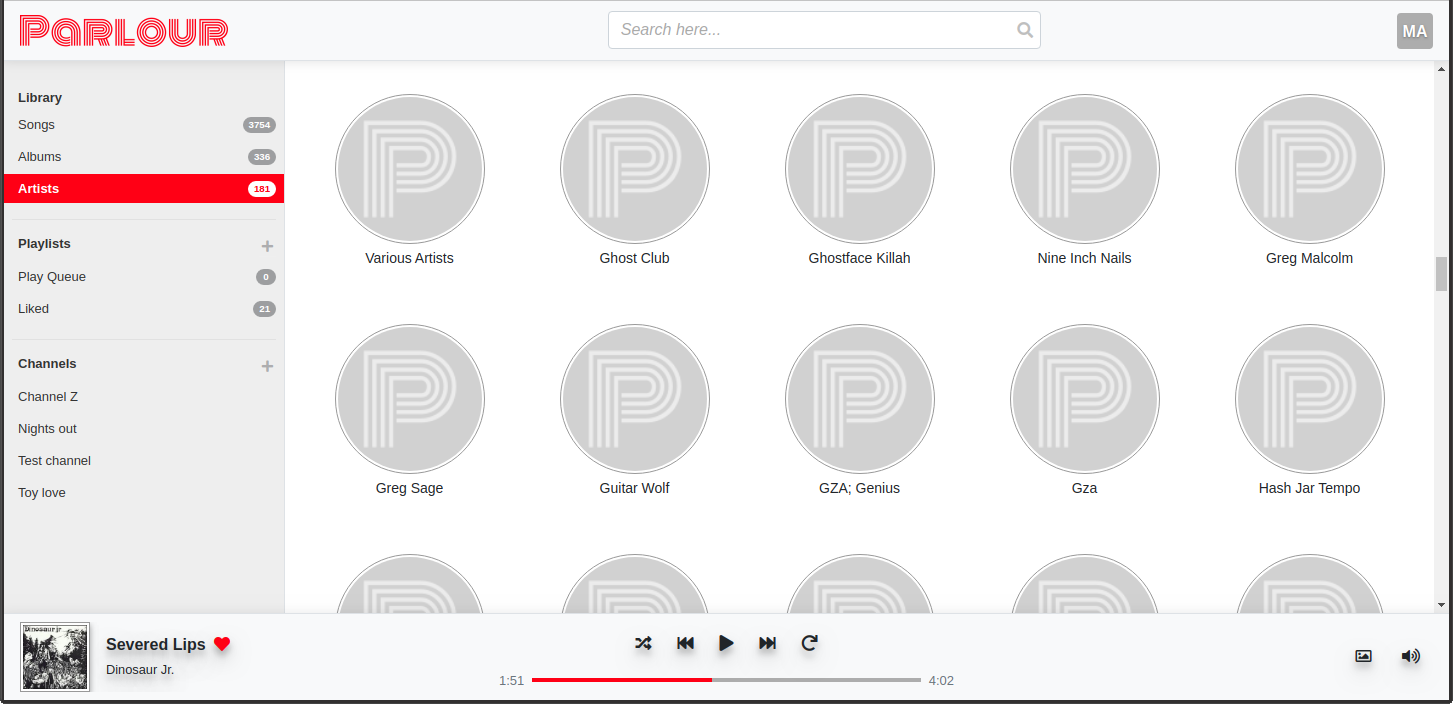 Parlour
Search here...
MA
Library
Songs 3754
Albums 336
Artists 181
Playlists +
Play Queue 0
Liked 21
Channels +
Channel Z
Nights out
Test channel
Toy love
Various Artists
Ghost Club
Ghostface Killah
Nine Inch Nails
Greg Malcolm
Greg Sage
Guitar Wolf
GZA; Genius
Gza
Hash Jar Tempo
Dinosaur jr
Severed Lips
Dinosaur Jr.
1:51
4:02